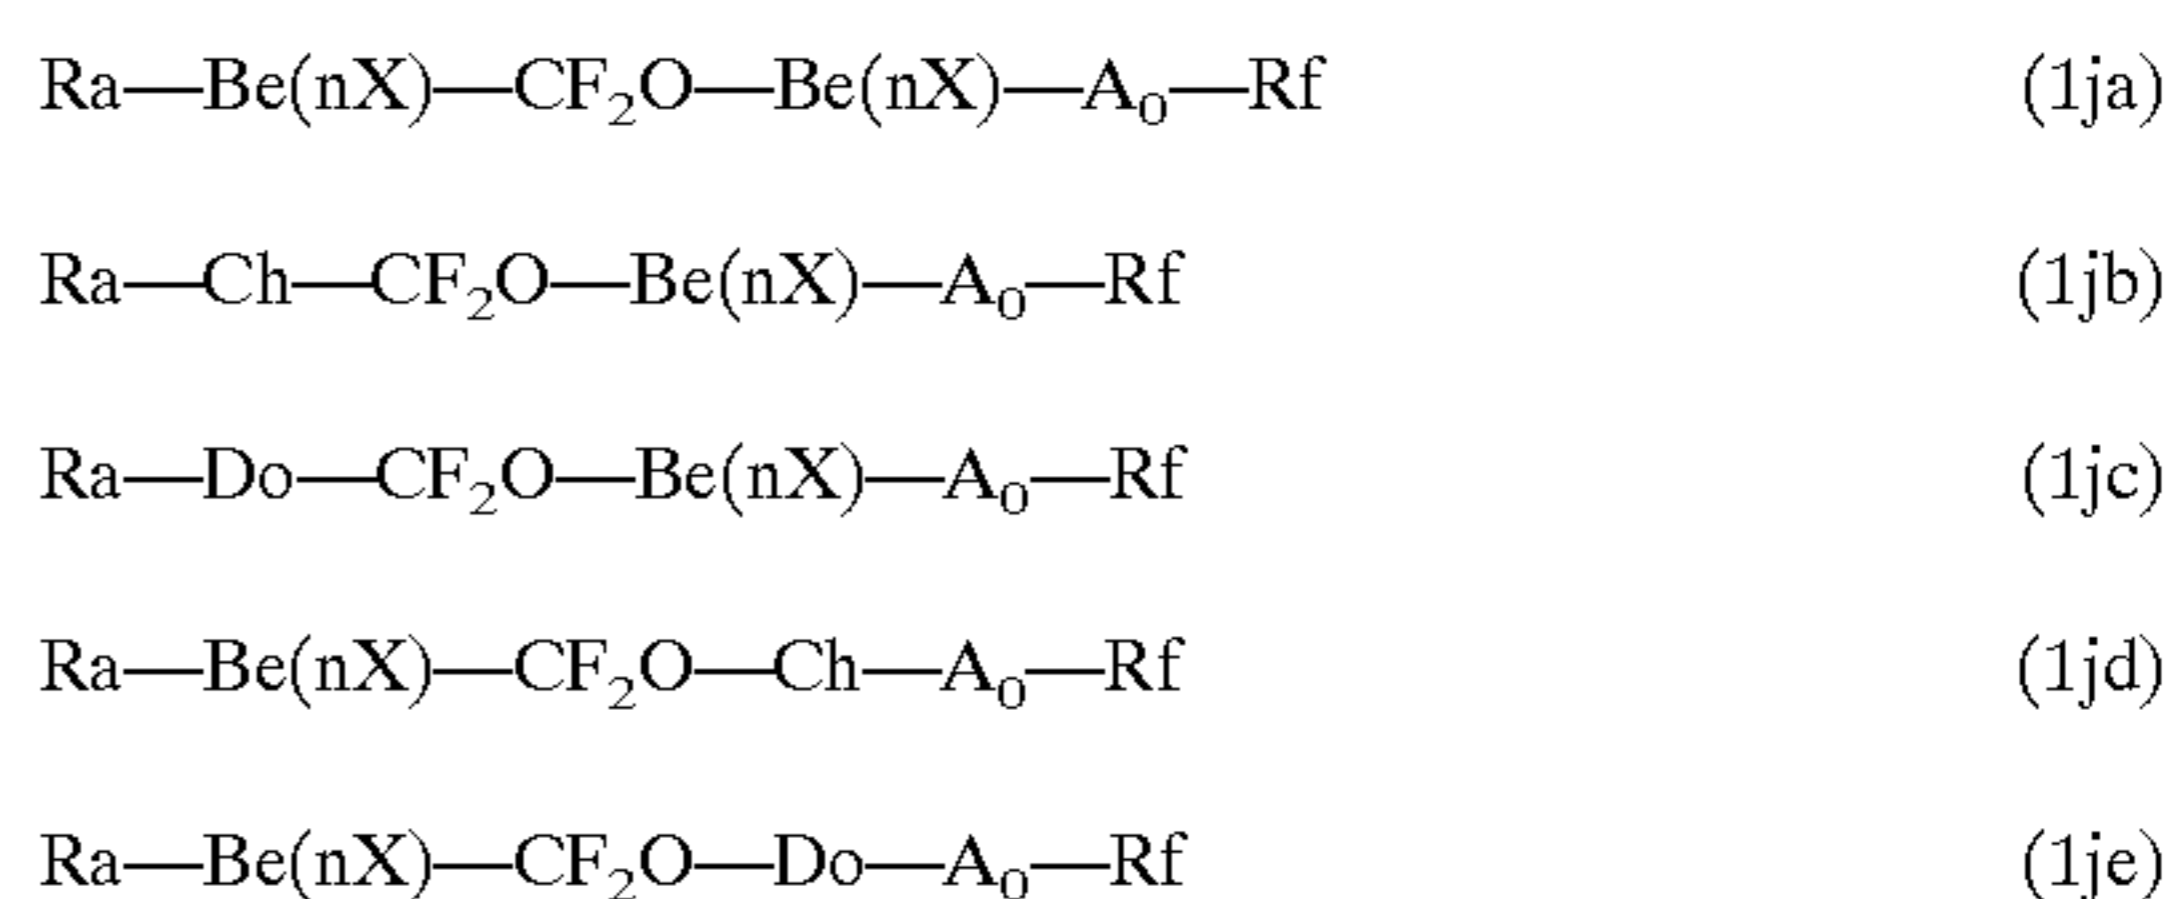 Ra—Be(nX)—CF₂O—Be(nX)—A₀—Rf (1ja)
Ra—Ch—CF₂O—Be(nX)—A₀—Rf (1jb)
Ra—Do—CF₂O—Be(nX)—A₀—Rf (1jc)
Ra—Be(nX)—CF₂O—Ch—A₀—Rf (1jd)
Ra—Be(nX)—CF₂O—Do—A₀—Rf (1je)